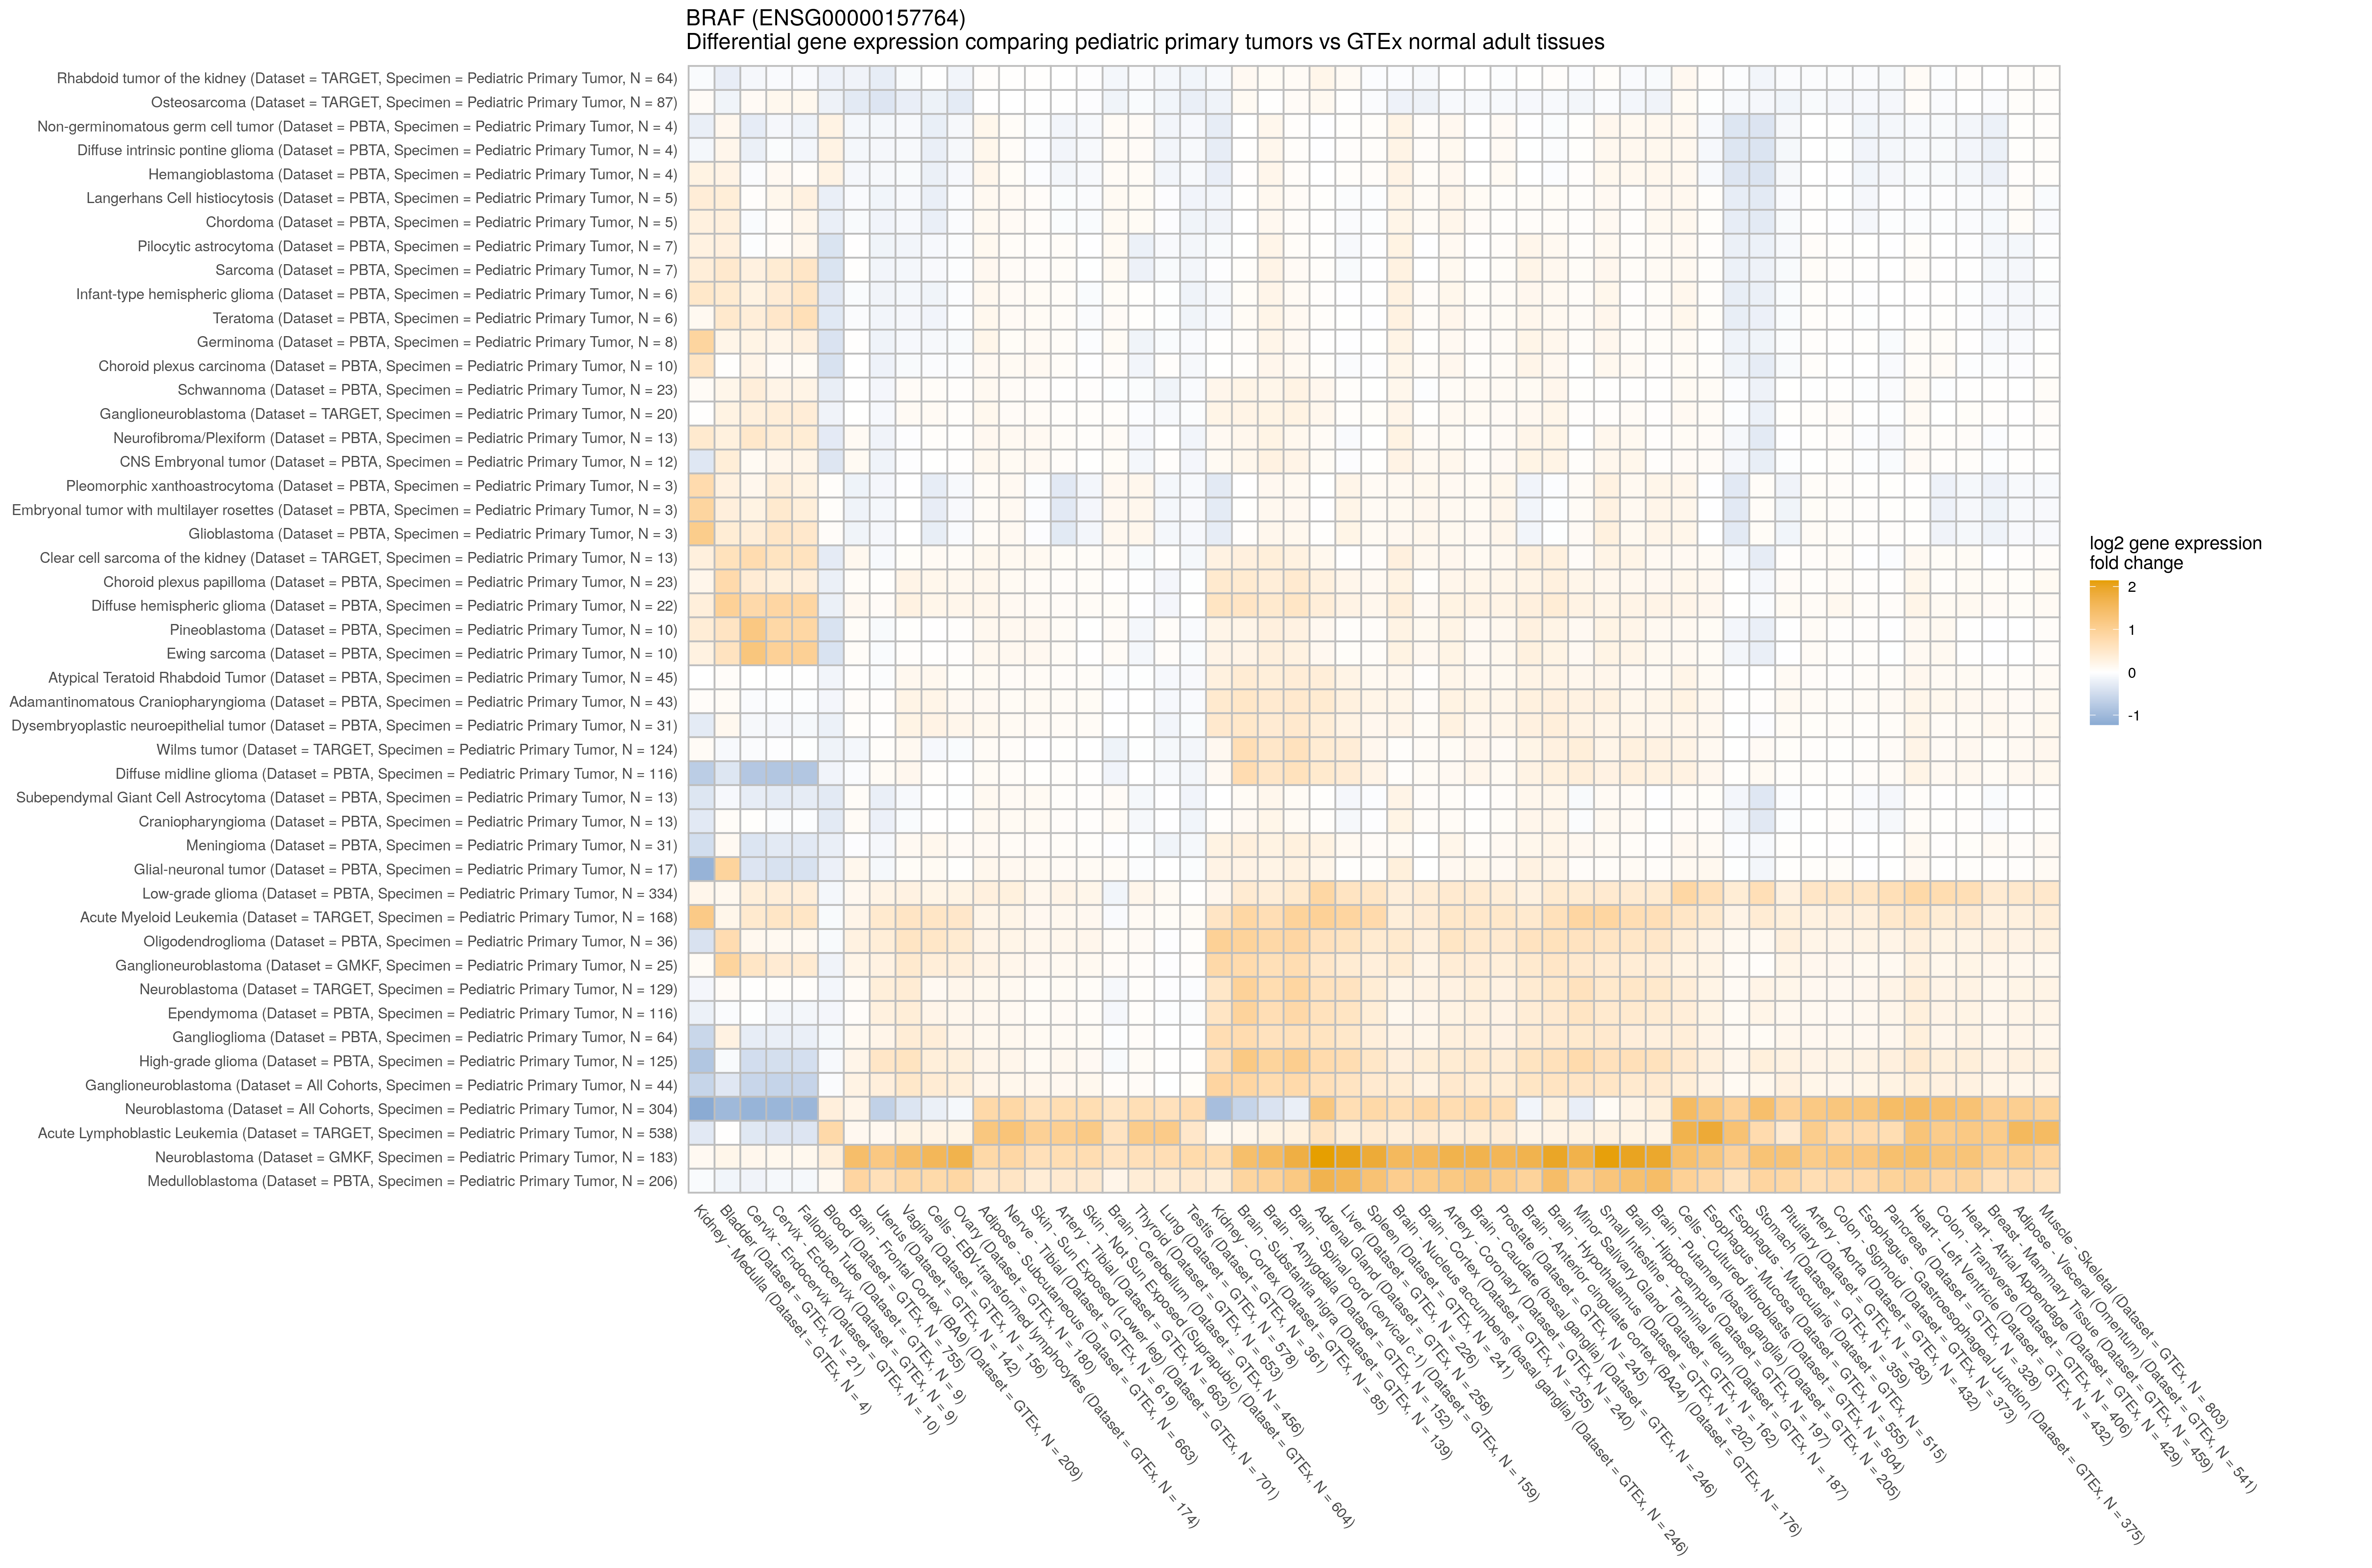 BRAF (ENSG00000157764)
Differential gene expression comparing pediatric primary tumors vs GTEx normal adult tissues
Rhabdoid tumor of the kidney (Dataset = TARGET, Specimen = Pediatric Primary Tumor, N = 64)
Osteosarcoma (Dataset = TARGET, Specimen = Pediatric Primary Tumor, N = 87)
Non-germinomatous germ cell tumor (Dataset = PBTA, Specimen = Pediatric Primary Tumor, N = 4)
Diffuse intrinsic pontine glioma (Dataset = PBTA, Specimen = Pediatric Primary Tumor, N = 4)
Hemangioblastoma (Dataset = PBTA, Specimen = Pediatric Primary Tumor, N = 4)
Langerhans Cell histiocytosis (Dataset = PBTA, Specimen = Pediatric Primary Tumor, N = 5)
Chordoma (Dataset = PBTA, Specimen = Pediatric Primary Tumor, N = 5)
Pilocytic astrocytoma (Dataset = PBTA, Specimen = Pediatric Primary Tumor, N = 7)
Sarcoma (Dataset = PBTA, Specimen = Pediatric Primary Tumor, N = 7)
Infant-type hemispheric glioma (Dataset = PBTA, Specimen = Pediatric Primary Tumor, N = 6)
Teratoma (Dataset = PBTA, Specimen = Pediatric Primary Tumor, N = 6)
Germinoma (Dataset = PBTA, Specimen = Pediatric Primary Tumor, N = 8)
Choroid plexus carcinoma (Dataset = PBTA, Specimen = Pediatric Primary Tumor, N = 10)
Schwannoma (Dataset = PBTA, Specimen = Pediatric Primary Tumor, N = 23)
Ganglioneuroblastoma (Dataset = TARGET, Specimen = Pediatric Primary Tumor, N = 20)
Neurofibroma/Plexiform (Dataset = PBTA, Specimen = Pediatric Primary Tumor, N = 13)
CNS Embryonal tumor (Dataset = PBTA, Specimen = Pediatric Primary Tumor, N = 12)
Pleomorphic xanthoastrocytoma (Dataset = PBTA, Specimen = Pediatric Primary Tumor, N = 3)
Embryonal tumor with multilayer rosettes (Dataset = PBTA, Specimen = Pediatric Primary Tumor, N = 3)
Glioblastoma (Dataset = PBTA, Specimen = Pediatric Primary Tumor, N = 3)
Clear cell sarcoma of the kidney (Dataset = TARGET, Specimen = Pediatric Primary Tumor, N = 13)
Choroid plexus papilloma (Dataset = PBTA, Specimen = Pediatric Primary Tumor, N = 23)
Diffuse hemispheric glioma (Dataset = PBTA, Specimen = Pediatric Primary Tumor, N = 22)
Pineoblastoma (Dataset = PBTA, Specimen = Pediatric Primary Tumor, N = 10)
Ewing sarcoma (Dataset = PBTA, Specimen = Pediatric Primary Tumor, N = 10)
Atypical Teratoid Rhabdoid Tumor (Dataset = PBTA, Specimen = Pediatric Primary Tumor, N = 45)
Adamantinomatous Craniopharyngioma (Dataset = PBTA, Specimen = Pediatric Primary Tumor, N = 43)
Dysembryoplastic neuroepithelial tumor (Dataset = PBTA, Specimen = Pediatric Primary Tumor, N = 31)
Wilms tumor (Dataset = TARGET, Specimen = Pediatric Primary Tumor, N = 124)
Diffuse midline glioma (Dataset = PBTA, Specimen = Pediatric Primary Tumor, N = 116)
Subependymal Giant Cell Astrocytoma (Dataset = PBTA, Specimen = Pediatric Primary Tumor, N = 13)
Craniopharyngioma (Dataset = PBTA, Specimen = Pediatric Primary Tumor, N = 13)
Meningioma (Dataset = PBTA, Specimen = Pediatric Primary Tumor, N = 31)
Glial-neuronal tumor (Dataset = PBTA, Specimen = Pediatric Primary Tumor, N = 17)
Low-grade glioma (Dataset = PBTA, Specimen = Pediatric Primary Tumor, N = 334)
Acute Myeloid Leukemia (Dataset = TARGET, Specimen = Pediatric Primary Tumor, N = 168)
Oligodendroglioma (Dataset = PBTA, Specimen = Pediatric Primary Tumor, N = 36)
Ganglioneuroblastoma (Dataset = GMKF, Specimen = Pediatric Primary Tumor, N = 25)
Neuroblastoma (Dataset = TARGET, Specimen = Pediatric Primary Tumor, N = 129)
Ependymoma (Dataset = PBTA, Specimen = Pediatric Primary Tumor, N = 116)
Ganglioglioma (Dataset = PBTA, Specimen = Pediatric Primary Tumor, N = 64)
High-grade glioma (Dataset = PBTA, Specimen = Pediatric Primary Tumor, N = 125)
Ganglioneuroblastoma (Dataset = All Cohorts, Specimen = Pediatric Primary Tumor, N = 44)
Neuroblastoma (Dataset = All Cohorts, Specimen = Pediatric Primary Tumor, N = 304)
Acute Lymphoblastic Leukemia (Dataset = TARGET, Specimen = Pediatric Primary Tumor, N = 538)
Neuroblastoma (Dataset = GMKF, Specimen = Pediatric Primary Tumor, N = 183)
Medulloblastoma (Dataset = PBTA, Specimen = Pediatric Primary Tumor, N = 206)
Kidney - Medulla (Dataset = GTEx, N = 4)
Bladder (Dataset = GTEx, N = 21)
Cervix - Endocervix (Dataset = GTEx, N = 10)
Cervix - Ectocervix (Dataset = GTEx, N = 9)
Fallopian Tube (Dataset = GTEx, N = 9)
Blood (Dataset = GTEx, N = 755)
Brain - Frontal Cortex (BA9) (Dataset = GTEx, N = 209)
Uterus (Dataset = GTEx, N = 142)
Vagina (Dataset = GTEx, N = 156)
Cells - EBV-transformed lymphocytes (Dataset = GTEx, N = 174)
Ovary (Dataset = GTEx, N = 180)
Adipose - Subcutaneous (Dataset = GTEx, N = 663)
Nerve - Tibial (Dataset = GTEx, N = 619)
Skin - Sun Exposed (Lower leg) (Dataset = GTEx, N = 701)
Artery - Tibial (Dataset = GTEx, N = 663)
Skin - Not Sun Exposed (Suprapubic) (Dataset = GTEx, N = 604)
Brain - Cerebellum (Dataset = GTEx, N = 456)
Thyroid (Dataset = GTEx, N = 653)
Lung (Dataset = GTEx, N = 578)
Testis (Dataset = GTEx, N = 361)
Kidney - Cortex (Dataset = GTEx, N = 85)
Brain - Substantia nigra (Dataset = GTEx, N = 139)
Brain - Amygdala (Dataset = GTEx, N = 152)
Brain - Spinal cord (cervical c-1) (Dataset = GTEx, N = 159)
Adrenal Gland (Dataset = GTEx, N = 258)
Liver (Dataset = GTEx, N = 226)
Spleen (Dataset = GTEx, N = 241)
Brain - Nucleus accumbens (basal ganglia) (Dataset = GTEx, N = 246)
Brain - Cortex (Dataset = GTEx, N = 255)
Artery - Coronary (Dataset = GTEx, N = 240)
Brain - Caudate (basal ganglia) (Dataset = GTEx, N = 246)
Prostate (Dataset = GTEx, N = 245)
Brain - Anterior cingulate cortex (BA24) (Dataset = GTEx, N = 176)
Brain - Hypothalamus (Dataset = GTEx, N = 202)
Minor Salivary Gland (Dataset = GTEx, N = 162)
Small Intestine - Terminal Ileum (Dataset = GTEx, N = 187)
Brain - Hippocampus (Dataset = GTEx, N = 197)
Brain - Putamen (basal ganglia) (Dataset = GTEx, N = 205)
Cells - Cultured fibroblasts (Dataset = GTEx, N = 504)
Esophagus - Mucosa (Dataset = GTEx, N = 555)
Esophagus - Muscularis (Dataset = GTEx, N = 515)
Stomach (Dataset = GTEx, N = 359)
Pituitary (Dataset = GTEx, N = 283)
Artery - Aorta (Dataset = GTEx, N = 432)
Colon - Sigmoid (Dataset = GTEx, N = 373)
Esophagus - Gastroesophageal Junction (Dataset = GTEx, N = 375)
Pancreas (Dataset = GTEx, N = 328)
Heart - Left Ventricle (Dataset = GTEx, N = 432)
Colon - Transverse (Dataset = GTEx, N = 406)
Heart - Atrial Appendage (Dataset = GTEx, N = 429)
Breast - Mammary Tissue (Dataset = GTEx, N = 459)
Adipose - Visceral (Omentum) (Dataset = GTEx, N = 541)
Muscle - Skeletal (Dataset = GTEx, N = 803)
log2 gene expression
fold change
2
1
0
-1